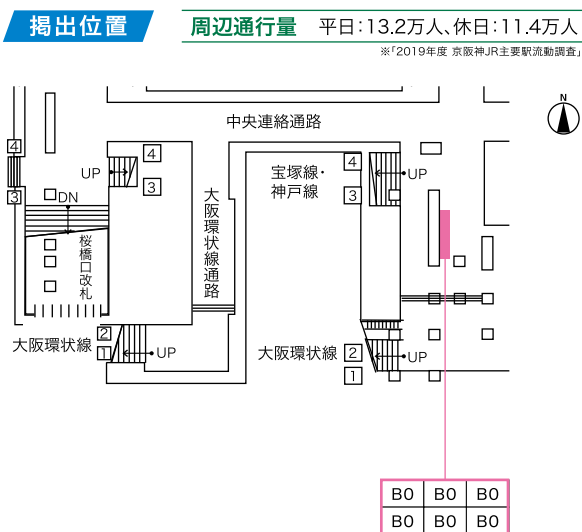 掲出位置
周辺通行量 平日:13.2万人、休日:11.4万人
※「2019年度 京阪神JR主要駅流動調査」
N
中央連絡通路
4
3
UP
4
3
DN
桜橋口改札
大阪環状線通路
宝塚線・
神戸線
4
3
UP
大阪環状線
2
1
UP
大阪環状線
2
1
UP
B0 B0 B0
B0 B0 B0